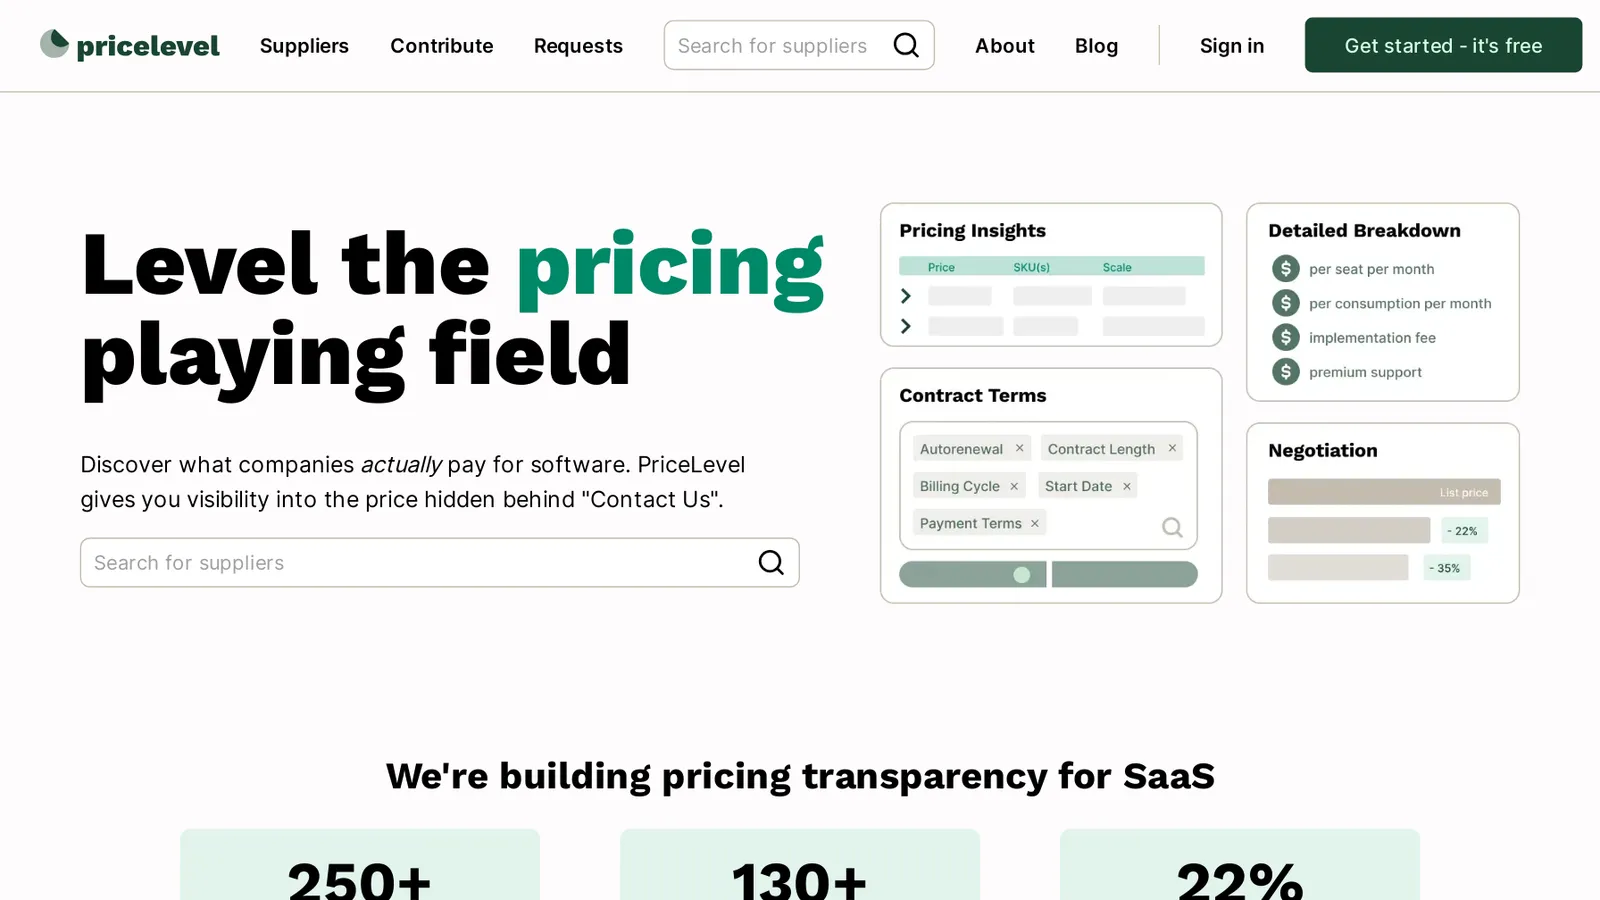 pricelevel
Suppliers
Contribute
Requests
Search for suppliers
About
Blog
Sign in
Get started - it's free
Level the pricing
playing field
Discover what companies actually pay for software. PriceLevel
gives you visibility into the price hidden behind "Contact Us".
Search for suppliers
Pricing Insights
Price SKU(s) Scale
Contract Terms
Autorenewal × Contract Length ×
Billing Cycle × Start Date ×
Payment Terms ×
Detailed Breakdown
$ per seat per month
$ per consumption per month
$ implementation fee
$ premium support
Negotiation
List price
- 22%
- 35%
We're building pricing transparency for SaaS
250+
130+
22%